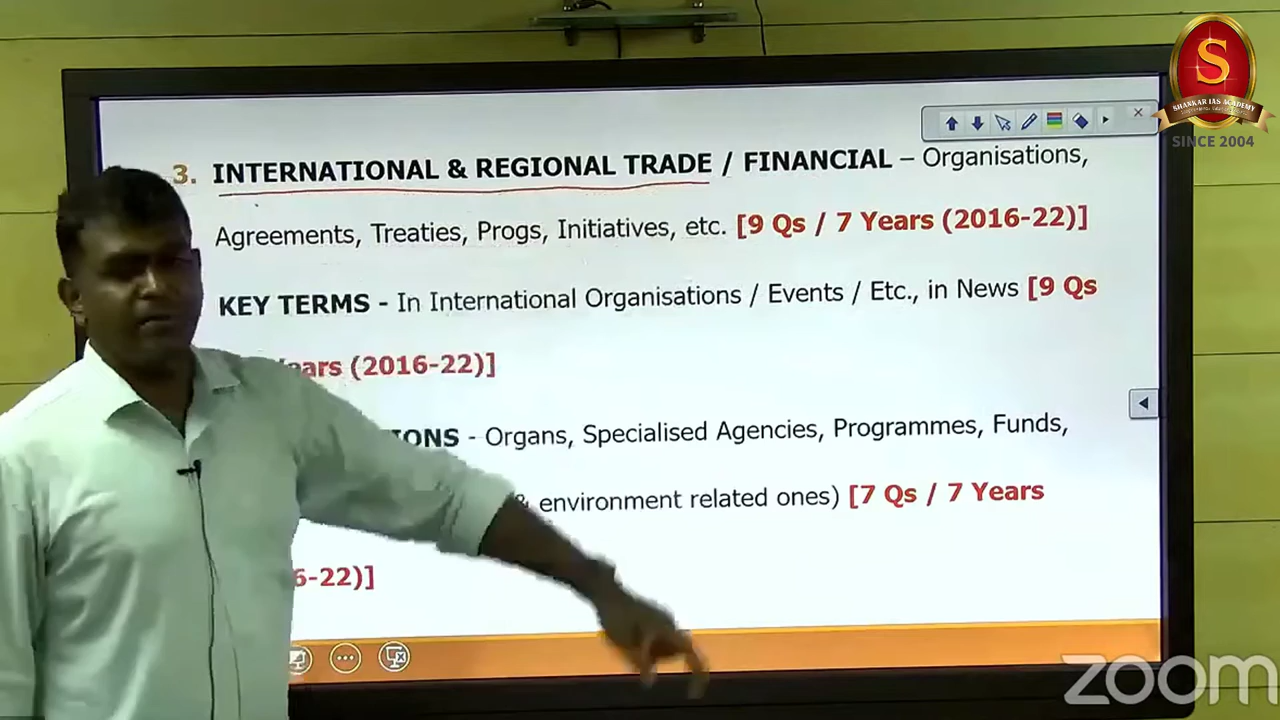 S
SHANKAR IAS ACADEMY
SINCE 2004
3. INTERNATIONAL & REGIONAL TRADE / FINANCIAL – Organisations,
Agreements, Treaties, Progs, Initiatives, etc. [9 Qs / 7 Years (2016-22)]
KEY TERMS - In International Organisations / Events / Etc., in News [9 Qs
ars (2016-22)]
IONS - Organs, Specialised Agencies, Programmes, Funds,
& environment related ones) [7 Qs / 7 Years
6-22)]
zoom